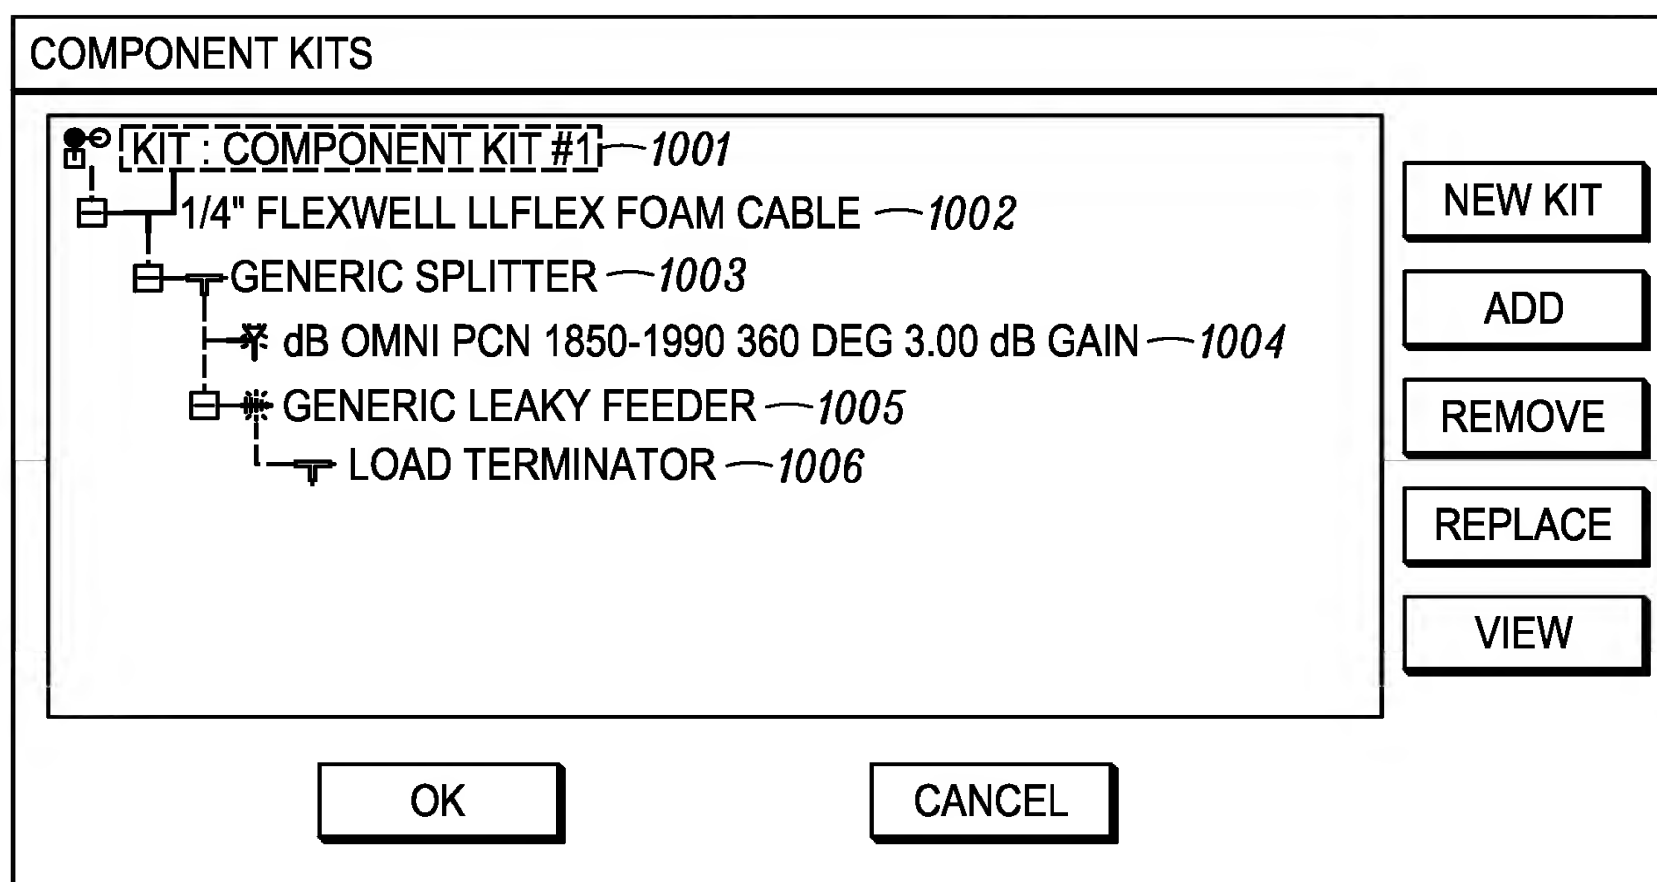 COMPONENT KITS
KIT : COMPONENT KIT #1 1001
1/4" FLEXWELL LLFLEX FOAM CABLE 1002
GENERIC SPLITTER 1003
dB OMNI PCN 1850-1990 360 DEG 3.00 dB GAIN 1004
GENERIC LEAKY FEEDER 1005
LOAD TERMINATOR 1006
NEW KIT
ADD
REMOVE
REPLACE
VIEW
OK
CANCEL